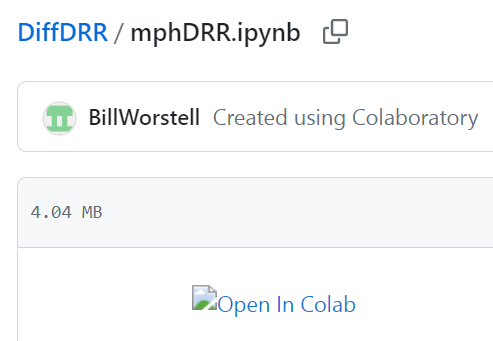 DiffDRR / mphDRR.ipynb
BillWorstell Created using Colaboratory
4.04 MB
Open In Colab